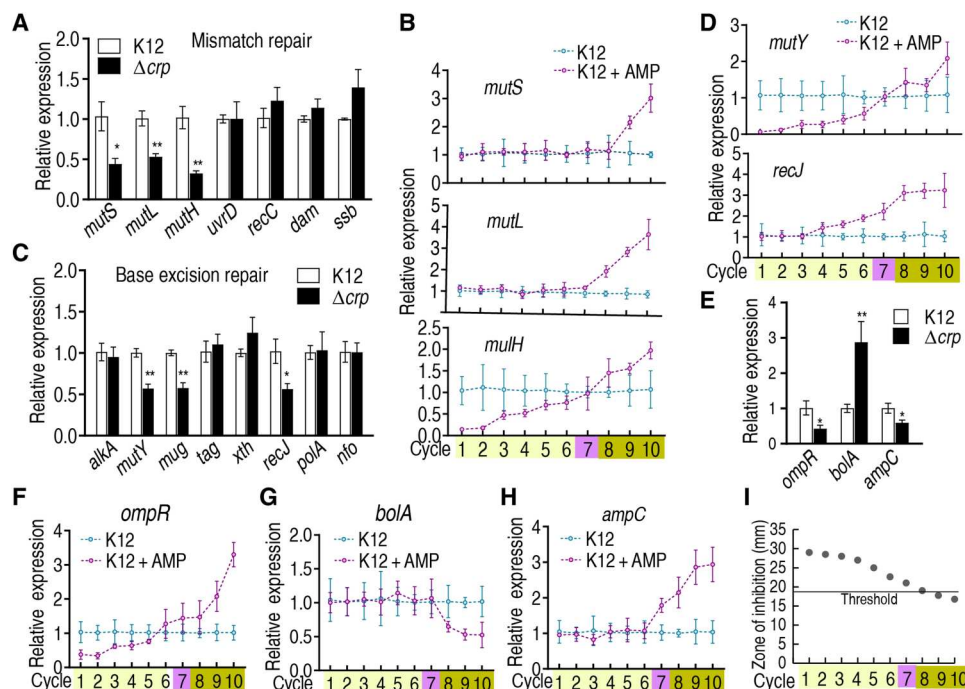 A
Mismatch repair
K12
Δcrp
Relative expression
2.0
1.5
1.0
0.5
0.0
*
**
**
mutS
mutL
mutH
uvrD
recC
dam
ssb
B
K12
K12 + AMP
mutS
4
3
2
1
0
mutL
5
4
3
2
1
0
Relative expression
mulH
2.5
2.0
1.5
1.0
0.5
0.0
Cycle
1 2 3 4 5 6 7 8 9 10
C
Base excision repair
K12
Δcrp
Relative expression
2.0
1.5
1.0
0.5
0.0
**
**
*
alkA
mutY
mug
tag
xth
recJ
polA
nfo
D
K12
K12 + AMP
mutY
4
3
2
1
0
recJ
5
4
3
2
1
0
Relative expression
Cycle
1 2 3 4 5 6 7 8 9 10
E
K12
Δcrp
Relative expression
4
3
2
1
0
*
**
*
ompR
bolA
ampC
F
ompR
K12
K12 + AMP
Relative expression
4
3
2
1
0
Cycle
1 2 3 4 5 6 7 8 9 10
G
bolA
K12
K12 + AMP
Relative expression
2.0
1.5
1.0
0.5
0.0
Cycle
1 2 3 4 5 6 7 8 9 10
H
ampC
K12
K12 + AMP
Relative expression
4
3
2
1
0
Cycle
1 2 3 4 5 6 7 8 9 10
I
Zone of inhibition (mm)
35
30
25
20
15
10
5
0
Threshold
1 2 3 4 5 6 7 8 9 10